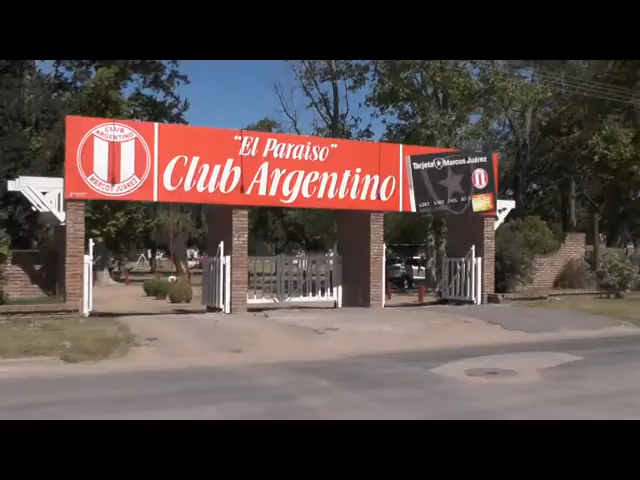 CLUB
ARGENTINO
MARCOS JUÁREZ
"El Paraiso"
Club Argentino
Tarjeta Marcos Juárez